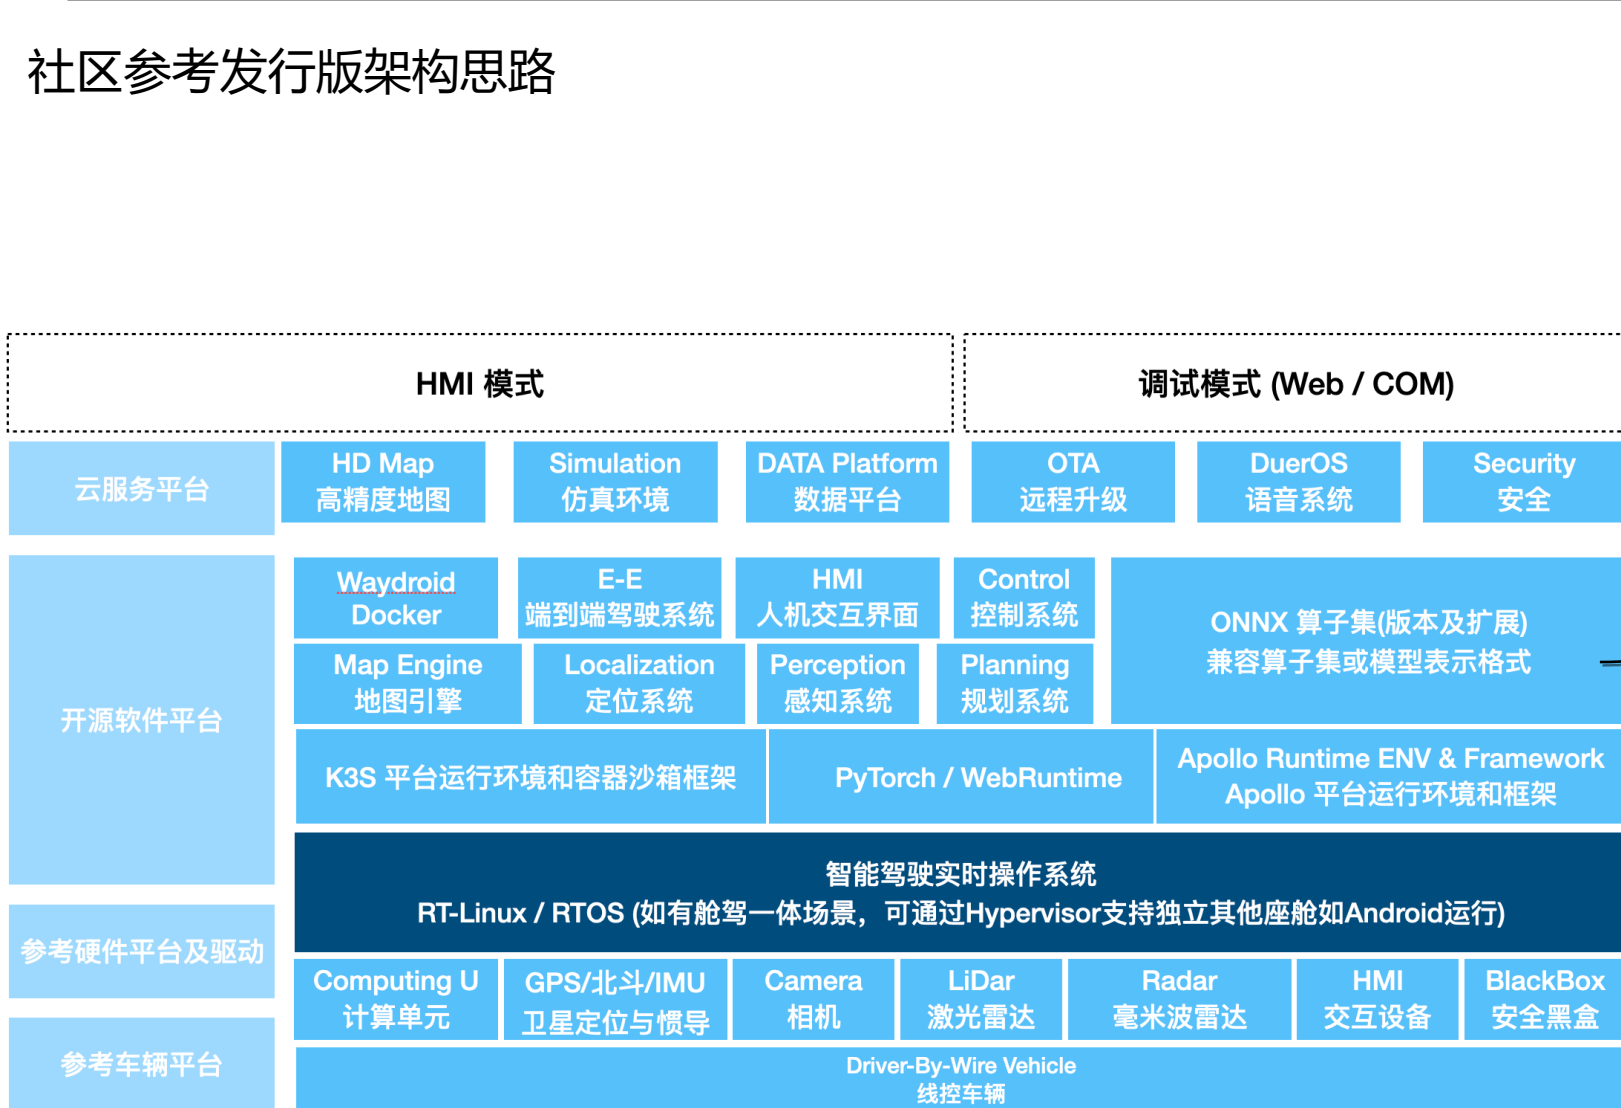 社区参考发行版架构思路
HMI 模式
调试模式 (Web / COM)
云服务平台
HD Map
高精度地图
Simulation
仿真环境
DATA Platform
数据平台
OTA
远程升级
DuerOS
语音系统
Security
安全
开源软件平台
Waydroid
Docker
E-E
端到端驾驶系统
HMI
人机交互界面
Control
控制系统
ONNX 算子集(版本及扩展)
兼容算子集或模型表示格式
Map Engine
地图引擎
Localization
定位系统
Perception
感知系统
Planning
规划系统
K3S 平台运行环境和容器沙箱框架
PyTorch / WebRuntime
Apollo Runtime ENV & Framework
Apollo 平台运行环境和框架
智能驾驶实时操作系统
RT-Linux / RTOS (如有舱驾一体场景，可通过Hypervisor支持独立其他座舱如Android运行)
参考硬件平台及驱动
Computing U
计算单元
GPS/北斗/IMU
卫星定位与惯导
Camera
相机
LiDar
激光雷达
Radar
毫米波雷达
HMI
交互设备
BlackBox
安全黑盒
参考车辆平台
Driver-By-Wire Vehicle
线控车辆